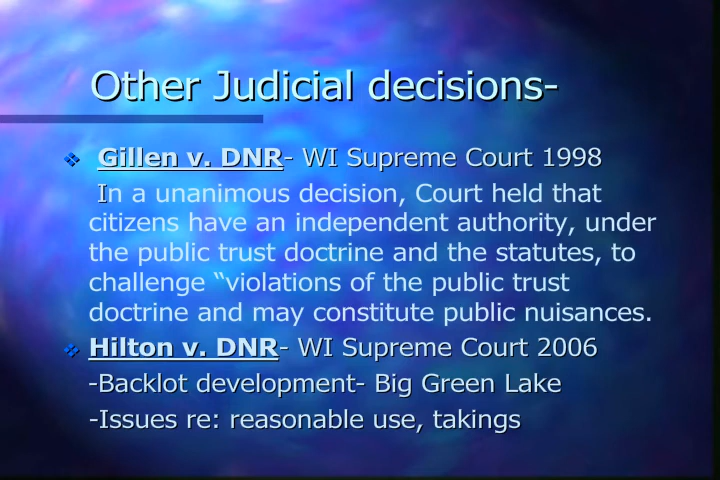 Other Judicial decisions-
Gillen v. DNR- WI Supreme Court 1998
In a unanimous decision, Court held that
citizens have an independent authority, under
the public trust doctrine and the statutes, to
challenge “violations of the public trust
doctrine and may constitute public nuisances.
Hilton v. DNR- WI Supreme Court 2006
-Backlot development- Big Green Lake
-Issues re: reasonable use, takings